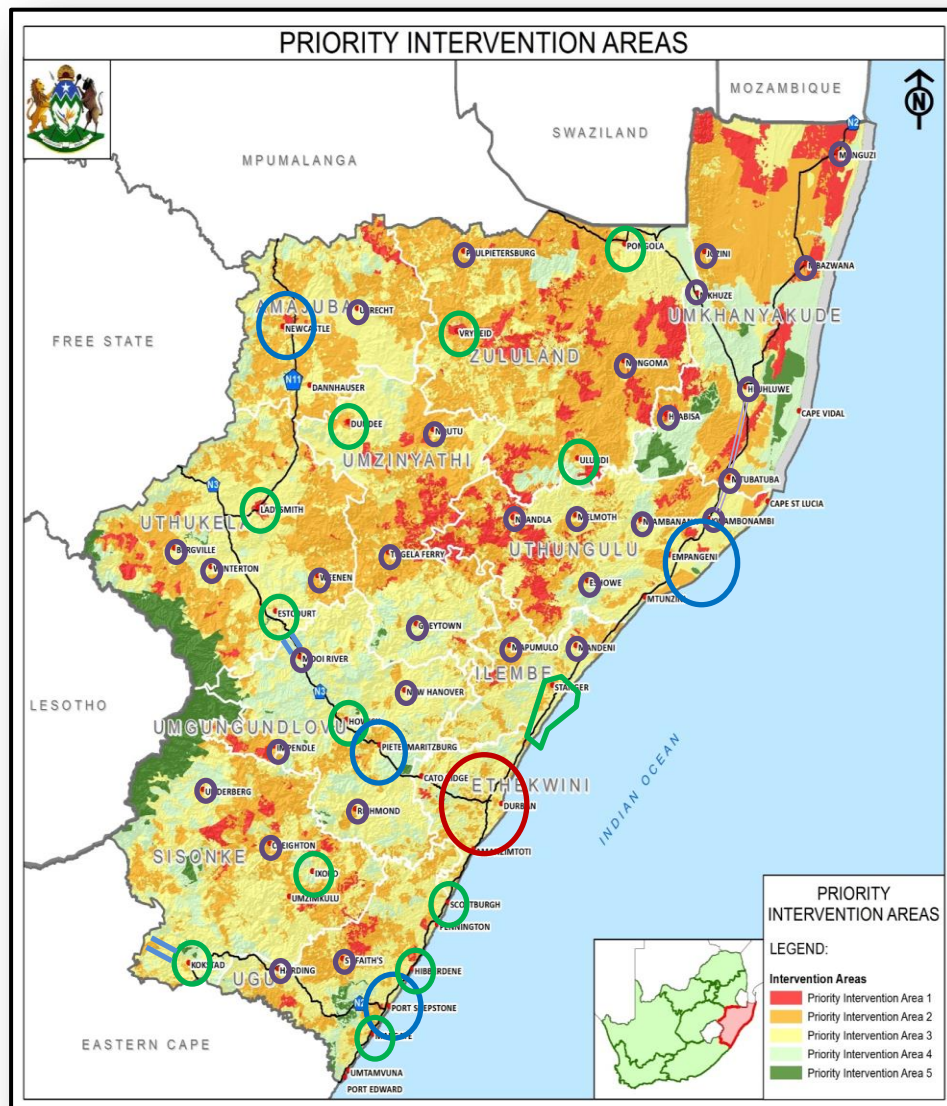 PRIORITY INTERVENTION AREAS
MOZAMBIQUE
SWAZILAND
MPUMALANGA
N
N2
MANGUZI
PONGOLA
JOZINI
PAULPIETERSBURG
MBAZWANA
MKHUZE
UMKHANYAKUDE
AMAJUBA
UTRECHT
NEWCASTLE
VRYHEID
FREE STATE
ZULULAND
NONGOMA
N11
DANNHAUSER
HLUHLUWE
HLABISA
CAPE VIDAL
DUNDEE
NQUTU
UMZINYATHI
ULUNDI
MTUBATUBA
N3
CAPE ST LUCIA
LADYSMITH
UTHUKELA
NKANDLA
MELMOTH
UTHUNGULU
BERGVILLE
TUGELA FERRY
EMPANGENI
WINTERTON
WEENEN
ESHOWE
MTUNZINI
ESTCOURT
GREYTOWN
MAPUMULO
MANDENI
MOOI RIVER
ILEMBE
STANGER
N3
NEW HANOVER
LESOTHO
UMGUNGUNDLOVU
HOWICK
IMPENDLE
PIETERMARITZBURG
CATO RIDGE
ETHEKWINI
INDIAN OCEAN
UNDERBERG
RICHMOND
DURBAN
SISONKE
CREIGHTON
AMANZIMTOTI
IXOPO
UMZIMKULU
SCOTTBURGH
PENNINGTON
KOKSTAD
UGU
HARDING
ST FAITH'S
HIBBERDENE
N2
PORT SHEPSTONE
MARGATE
EASTERN CAPE
UMTAMVUNA
PORT EDWARD
PRIORITY
INTERVENTION AREAS
LEGEND:
Intervention Areas
Priority Intervention Area 1
Priority Intervention Area 2
Priority Intervention Area 3
Priority Intervention Area 4
Priority Intervention Area 5